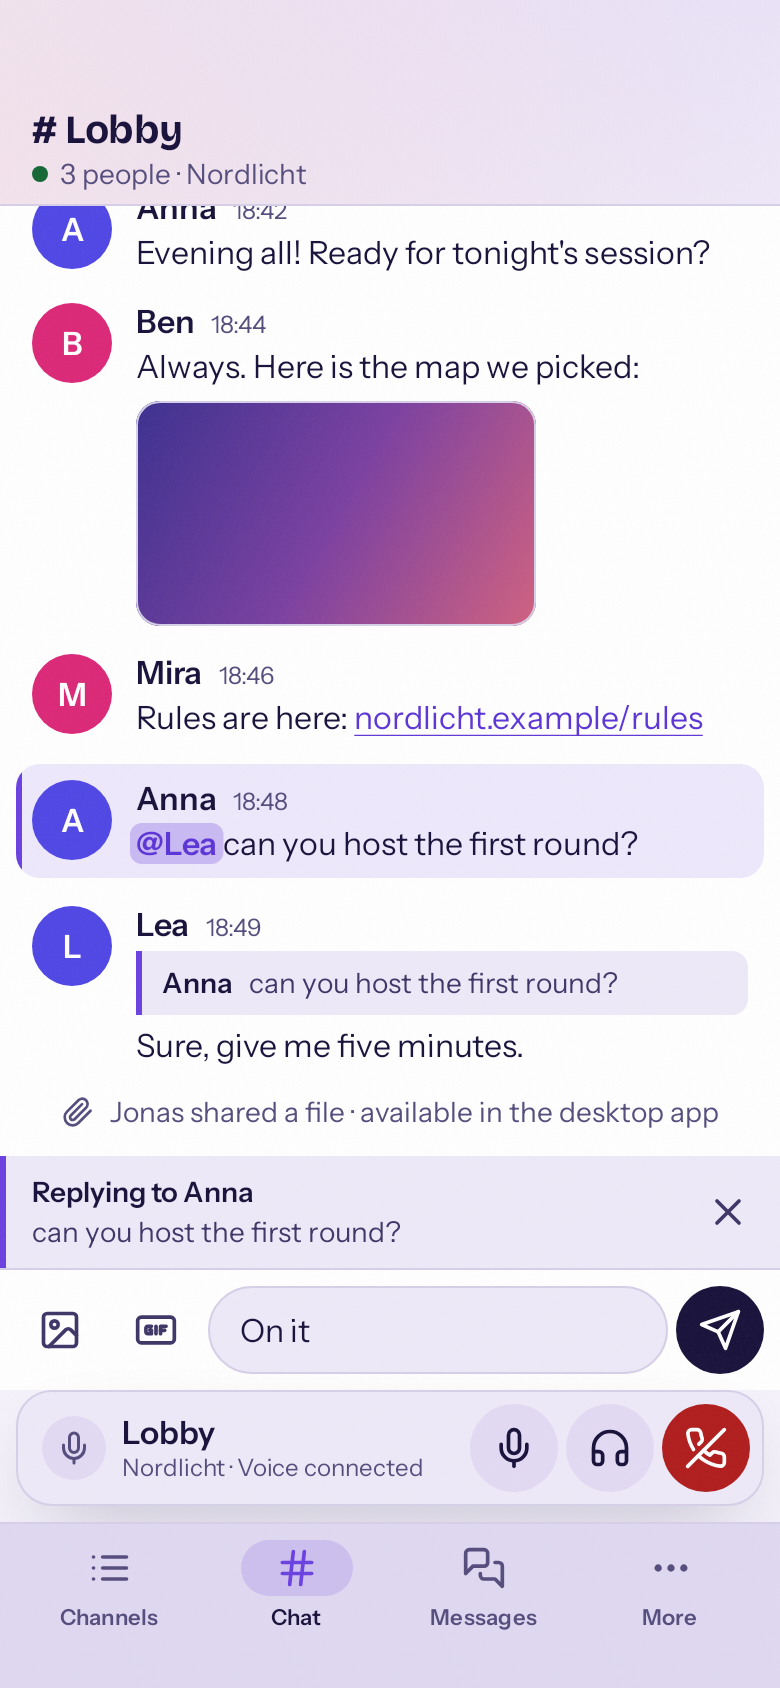 # Lobby
3 people · Nordlicht
A
Anna 18:42
Evening all! Ready for tonight's session?
B
Ben 18:44
Always. Here is the map we picked:
M
Mira 18:46
Rules are here: nordlicht.example/rules
A
Anna 18:48
@Lea can you host the first round?
L
Lea 18:49
Anna can you host the first round?
Sure, give me five minutes.
Jonas shared a file · available in the desktop app
Replying to Anna
can you host the first round?
GIF
On it
Lobby
Nordlicht · Voice connected
Channels
Chat
Messages
More